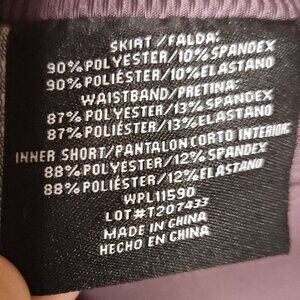 SKIRT/FALDA:
90%POLYESTER/10%SPANDEX
90%POLIÉSTER/10%ELASTANO
WAISTBAND/PRETINA:
87%POLYESTER/13%SPANDEX
87%POLIÉSTER/13%ELASTANO
INNER SHORT/PANTALON CORTO INTERIOR:
88%POLYESTER/12%SPANDEX
88%POLIÉSTER/12%ELASTANO
WPL11590
LOT#T207433
MADE IN CHINA
HECHO EN CHINA